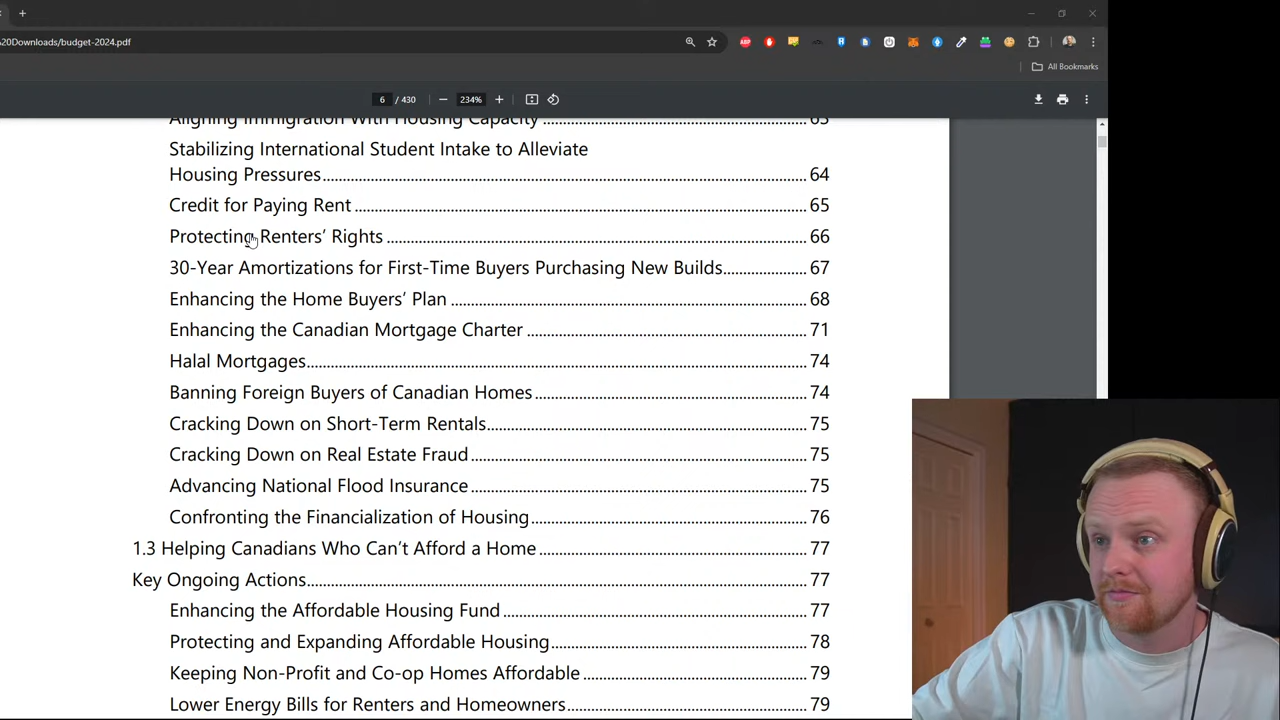 20Downloads/budget-2024.pdf
All Bookmarks
6 / 430
234%
Aligning Immigration With Housing Capacity 63
Stabilizing International Student Intake to Alleviate
Housing Pressures 64
Credit for Paying Rent 65
Protecting Renters' Rights 66
30-Year Amortizations for First-Time Buyers Purchasing New Builds 67
Enhancing the Home Buyers' Plan 68
Enhancing the Canadian Mortgage Charter 71
Halal Mortgages 74
Banning Foreign Buyers of Canadian Homes 74
Cracking Down on Short-Term Rentals 75
Cracking Down on Real Estate Fraud 75
Advancing National Flood Insurance 75
Confronting the Financialization of Housing 76
1.3 Helping Canadians Who Can't Afford a Home 77
Key Ongoing Actions 77
Enhancing the Affordable Housing Fund 77
Protecting and Expanding Affordable Housing 78
Keeping Non-Profit and Co-op Homes Affordable 79
Lower Energy Bills for Renters and Homeowners 79